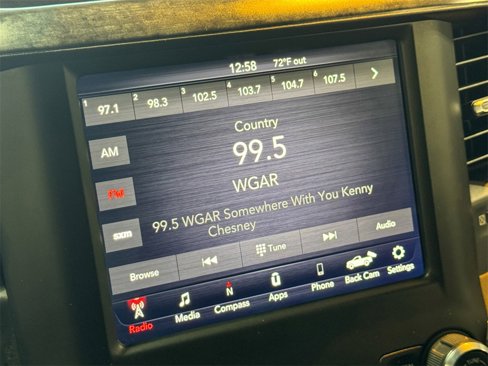 12:58 72°F out
1 97.1 2 98.3 3 102.5 4 103.7 5 104.7 6 107.5
Country
AM
99.5
FM
WGAR
sxm
99.5 WGAR Somewhere With You Kenny
Chesney
Browse Tune Audio
Radio Media Compass Apps Phone Back Cam Settings
N